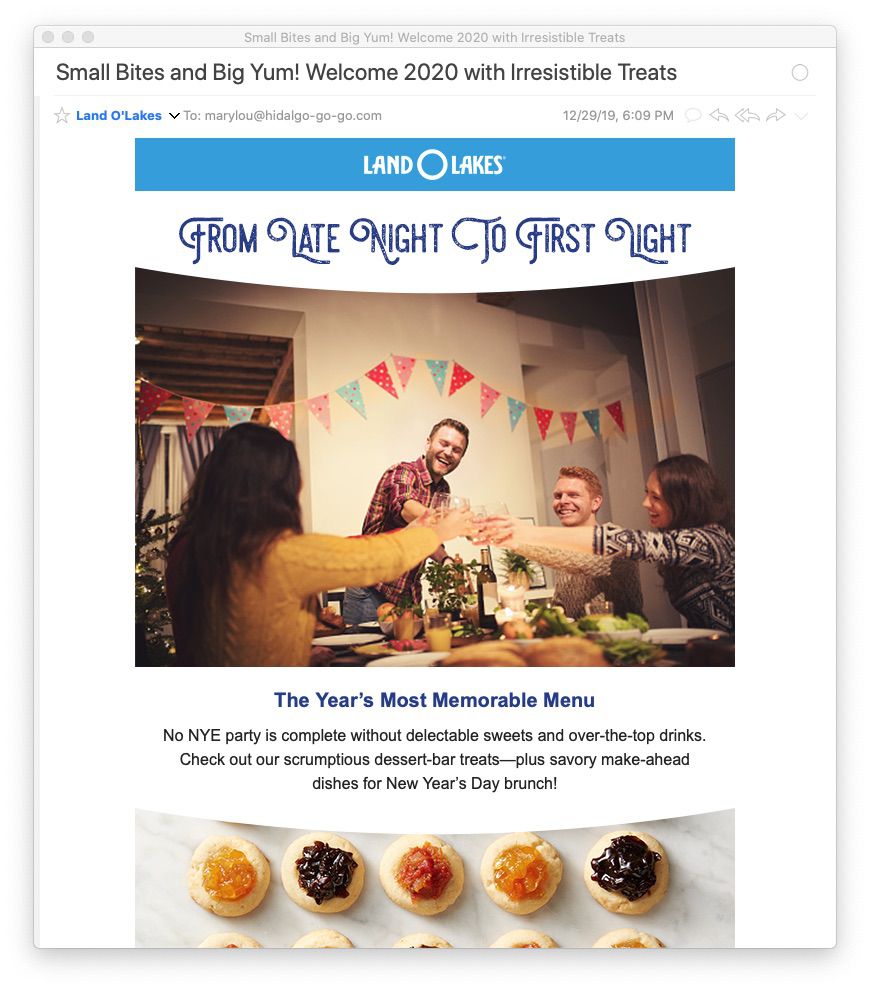 Small Bites and Big Yum! Welcome 2020 with Irresistible Treats
Small Bites and Big Yum! Welcome 2020 with Irresistible Treats
Land O'Lakes To: marylou@hidalgo-go-go.com 12/29/19, 6:09 PM
LAND O LAKES®
From Late Night To First Light
The Year’s Most Memorable Menu
No NYE party is complete without delectable sweets and over-the-top drinks.
Check out our scrumptious dessert-bar treats—plus savory make-ahead
dishes for New Year’s Day brunch!